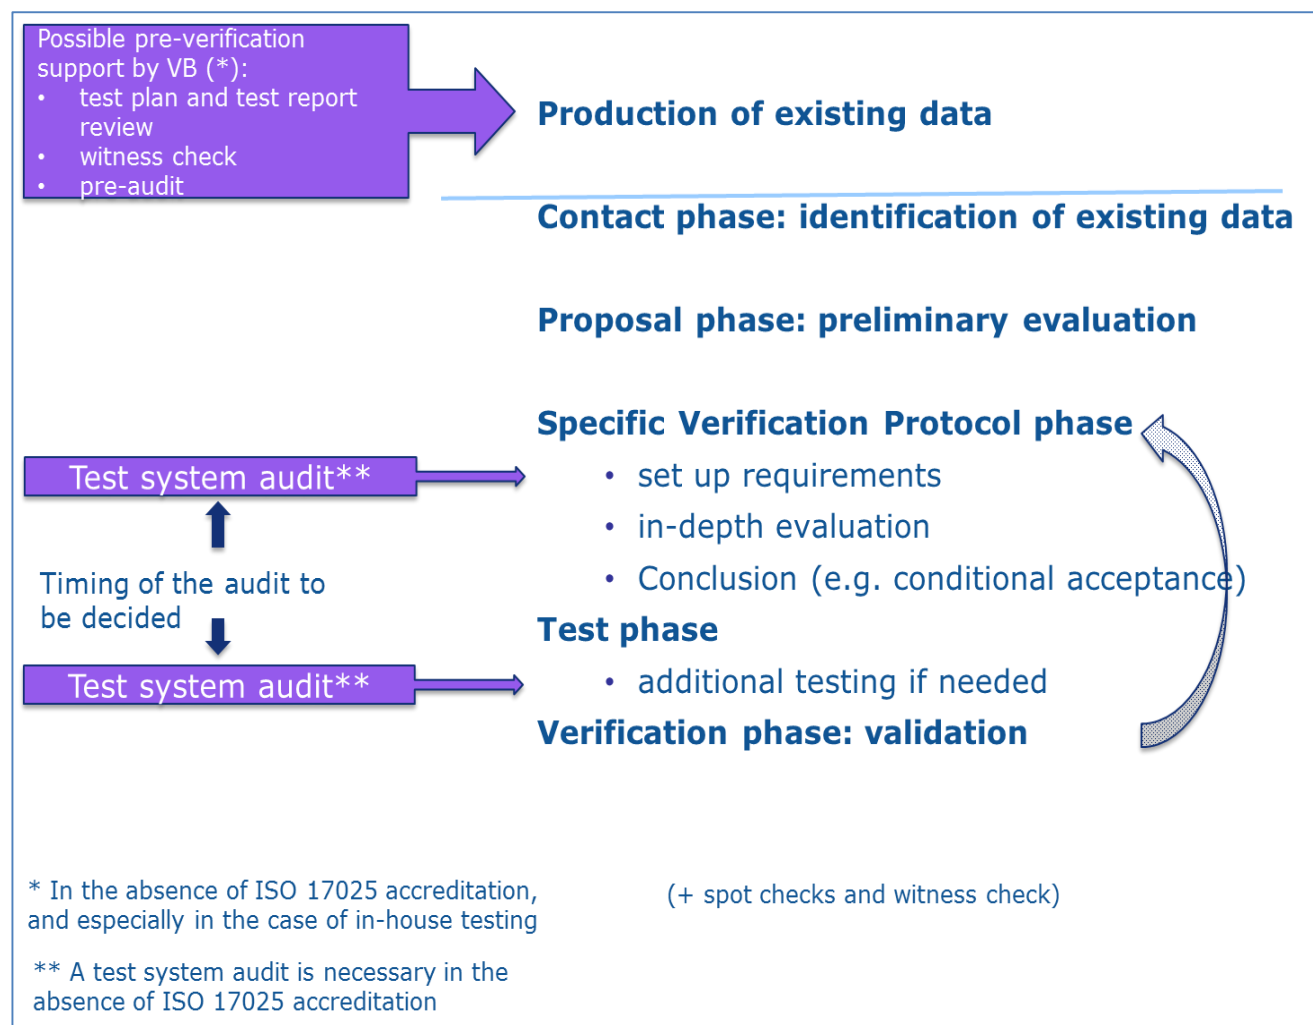 Possible pre-verification
support by VB (*):
• test plan and test report
review
• witness check
• pre-audit
Production of existing data
Contact phase: identification of existing data
Proposal phase: preliminary evaluation
Specific Verification Protocol phase
Test system audit**
• set up requirements
• in-depth evaluation
• Conclusion (e.g. conditional acceptance)
Timing of the audit to
be decided
Test phase
Test system audit**
• additional testing if needed
Verification phase: validation
* In the absence of ISO 17025 accreditation,
and especially in the case of in-house testing
(+ spot checks and witness check)
** A test system audit is necessary in the
absence of ISO 17025 accreditation